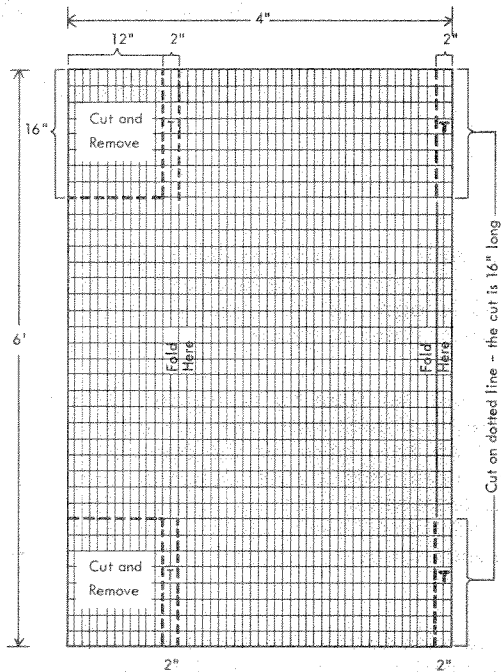 4"
12"
2"
2"
16"
Cut and
Remove
T
T
6'
Fold
Here
Fold
Here
Cut on dotted line - the cut is 16" long
Cut and
Remove
T
T
2"
2"